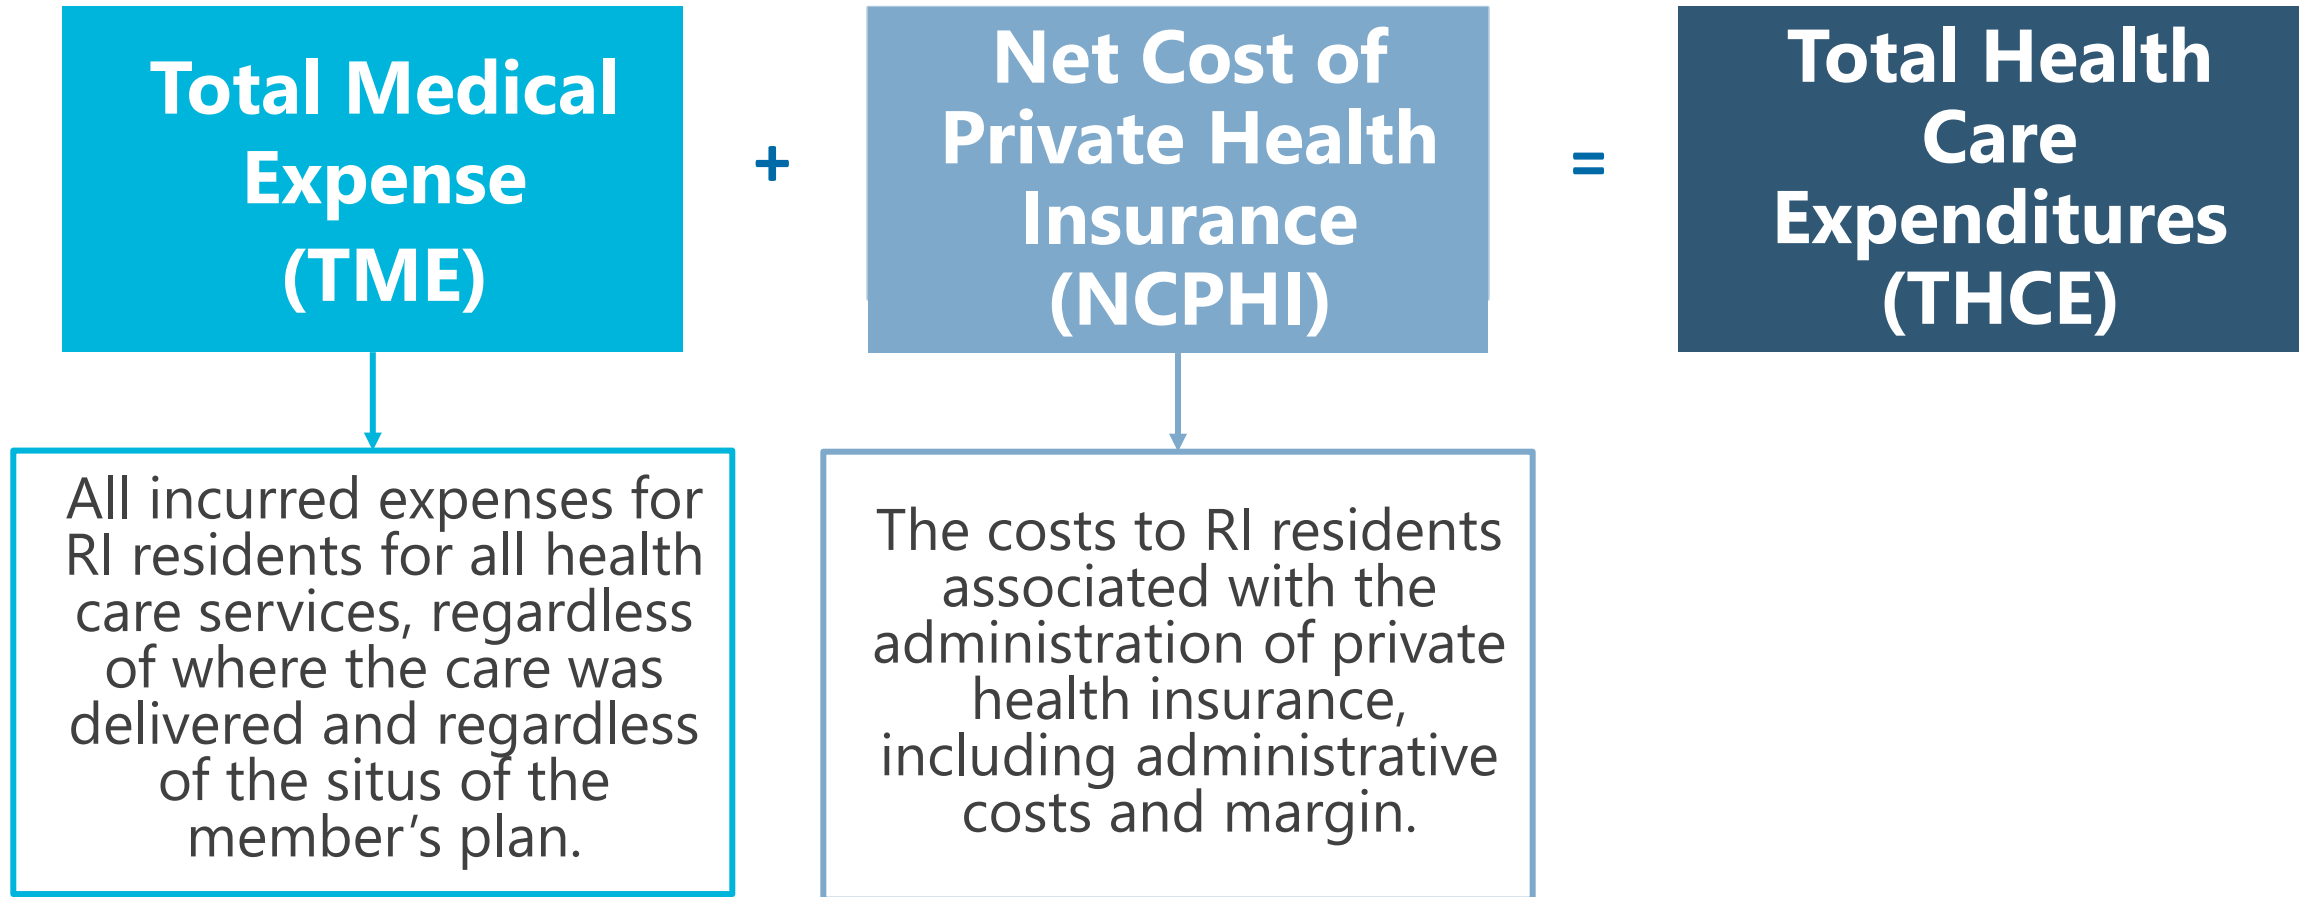 Total Medical
Expense
(TME)
+
Net Cost of
Private Health
Insurance
(NCPHI)
=
Total Health
Care
Expenditures
(THCE)
All incurred expenses for
RI residents for all health
care services, regardless
of where the care was
delivered and regardless
of the situs of the
member’s plan.
The costs to RI residents
associated with the
administration of private
health insurance,
including administrative
costs and margin.